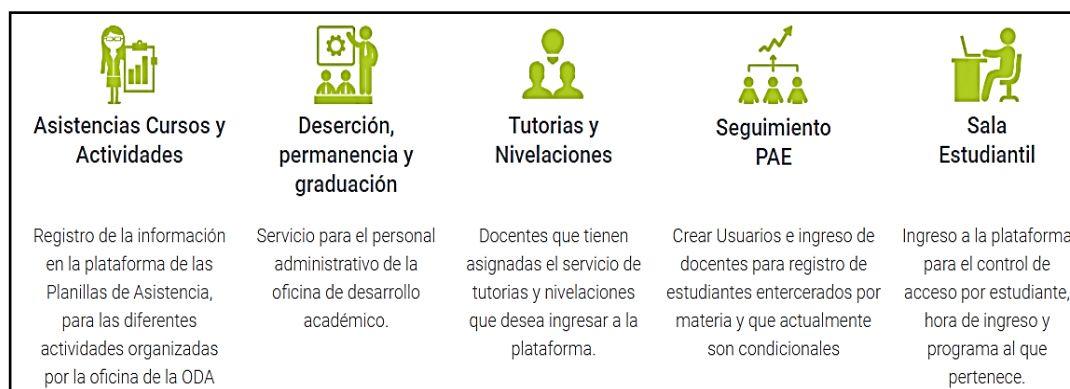 Asistencias Cursos y
Actividades
Registro de la información
en la plataforma de las
Planillas de Asistencia,
para las diferentes
actividades organizadas
por la oficina de la ODA
Deserción,
permanencia y
graduación
Servicio para el personal
administrativo de la
oficina de desarrollo
académico.
Tutorias y
Nivelaciones
Docentes que tienen
asignadas el servicio de
tutorias y nivelaciones
que desea ingresar a la
plataforma.
Seguimiento
PAE
Crear Usuarios e ingreso de
docentes para registro de
estudiantes entercerados por
materia y que actualmente
son condicionales
Sala
Estudiantil
Ingreso a la plataforma
para el control de
acceso por estudiante,
hora de ingreso y
programa al que
pertenece.